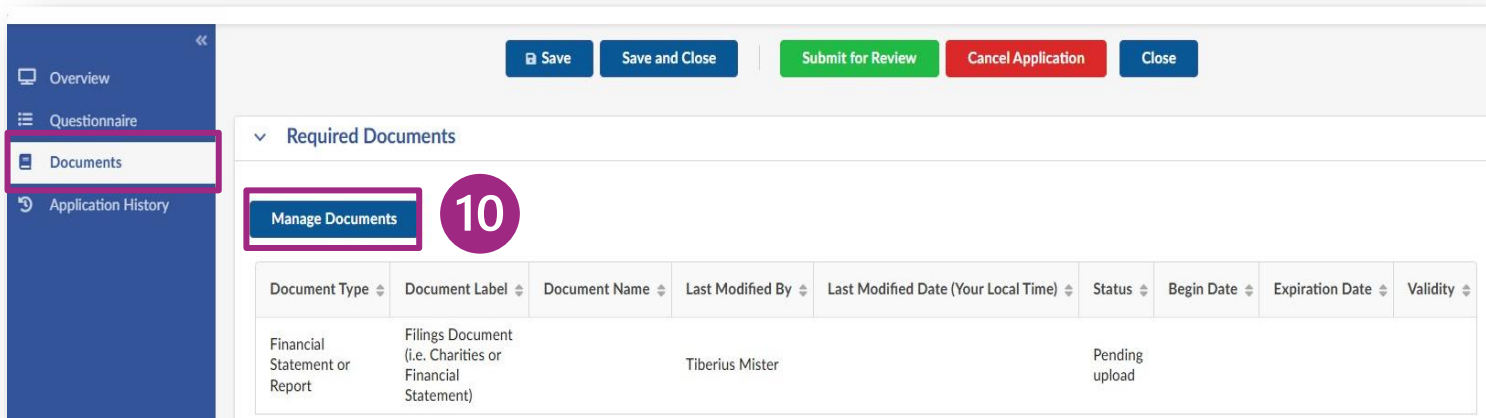 Save
Save and Close
Submit for Review
Cancel Application
Close
Overview
Questionnaire
Documents
Application History
Required Documents
Manage Documents
10
Document Type
Document Label
Document Name
Last Modified By
Last Modified Date (Your Local Time)
Status
Begin Date
Expiration Date
Validity
Financial
Statement or
Report
Filings Document
(i.e. Charities or
Financial
Statement)
Tiberius Mister
Pending
upload